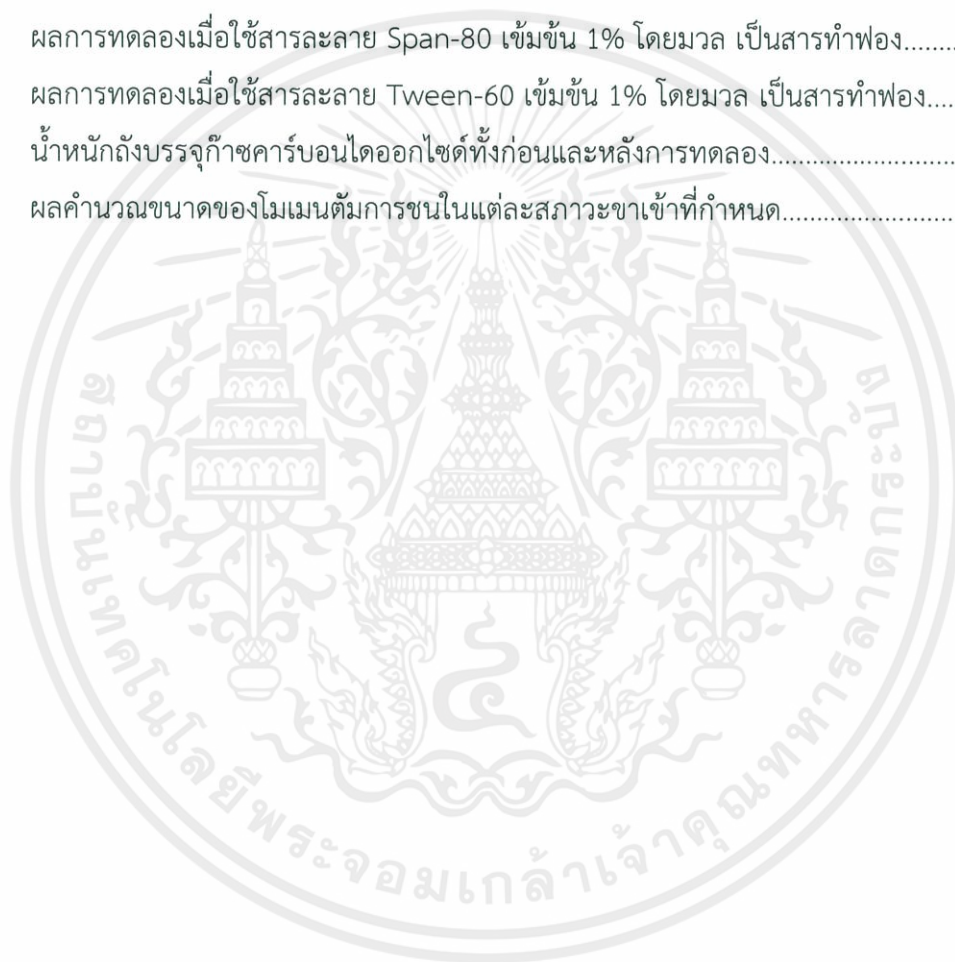 ผลการทดลองเมื่อใช้สารละลาย Span-80 เข้มข้น 1% โดยมวล เป็นสารทำฟอง........
ผลการทดลองเมื่อใช้สารละลาย Tween-60 เข้มข้น 1% โดยมวล เป็นสารทำฟอง....
น้ำหนักถังบรรจุก๊าซคาร์บอนไดออกไซด์ทั้งก่อนและหลังการทดลอง..........................
ผลคำนวณขนาดของโมเมนตัมการชนในแต่ละสภาวะขาเข้าที่กำหนด........................
สถาบันเทคโนโลยีพระจอมเกล้าเจ้าคุณทหารลาดกระบัง